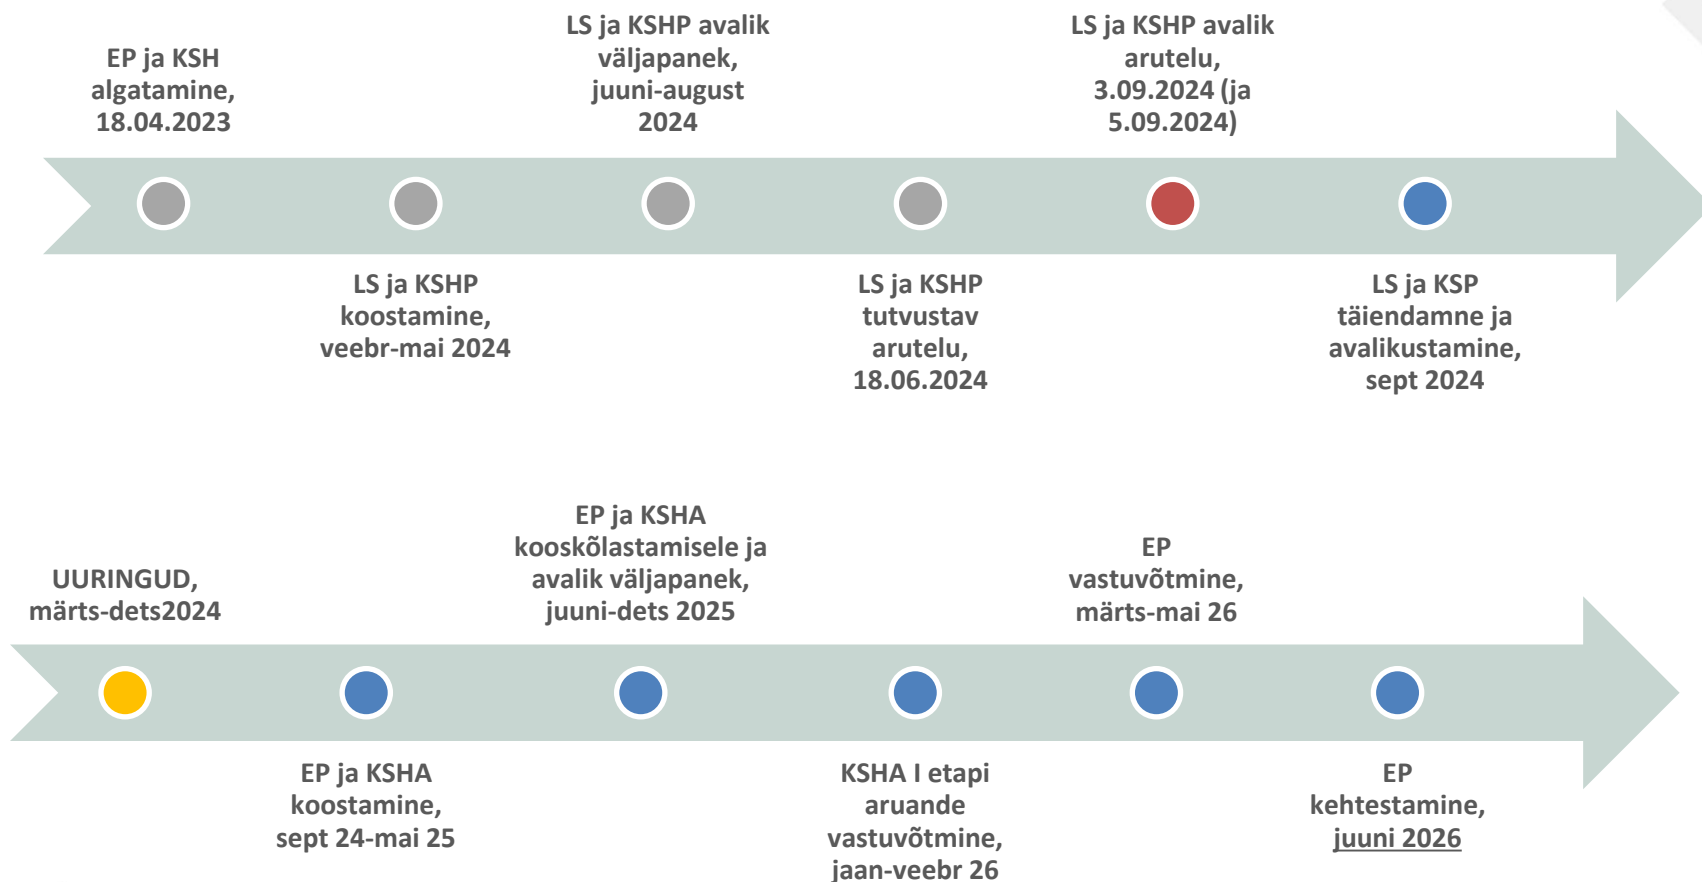 EP ja KSH
algatamine,
18.04.2023
LS ja KSHP
koostamine,
veebr-mai 2024
LS ja KSHP avalik
väljapanek,
juuni-august
2024
LS ja KSHP
tutvustav
arutelu,
18.06.2024
LS ja KSHP avalik
arutelu,
3.09.2024 (ja
5.09.2024)
LS ja KSP
täiendamne ja
avalikustamine,
sept 2024
UURINGUD,
märts-dets2024
EP ja KSHA
koostamine,
sept 24-mai 25
EP ja KSHA
kooskõlastamisele ja
avalik väljapanek,
juuni-dets 2025
KSHA I etapi
aruande
vastuvõtmine,
jaan-veebr 26
EP
vastuvõtmine,
märts-mai 26
EP
kehtestamine,
juuni 2026